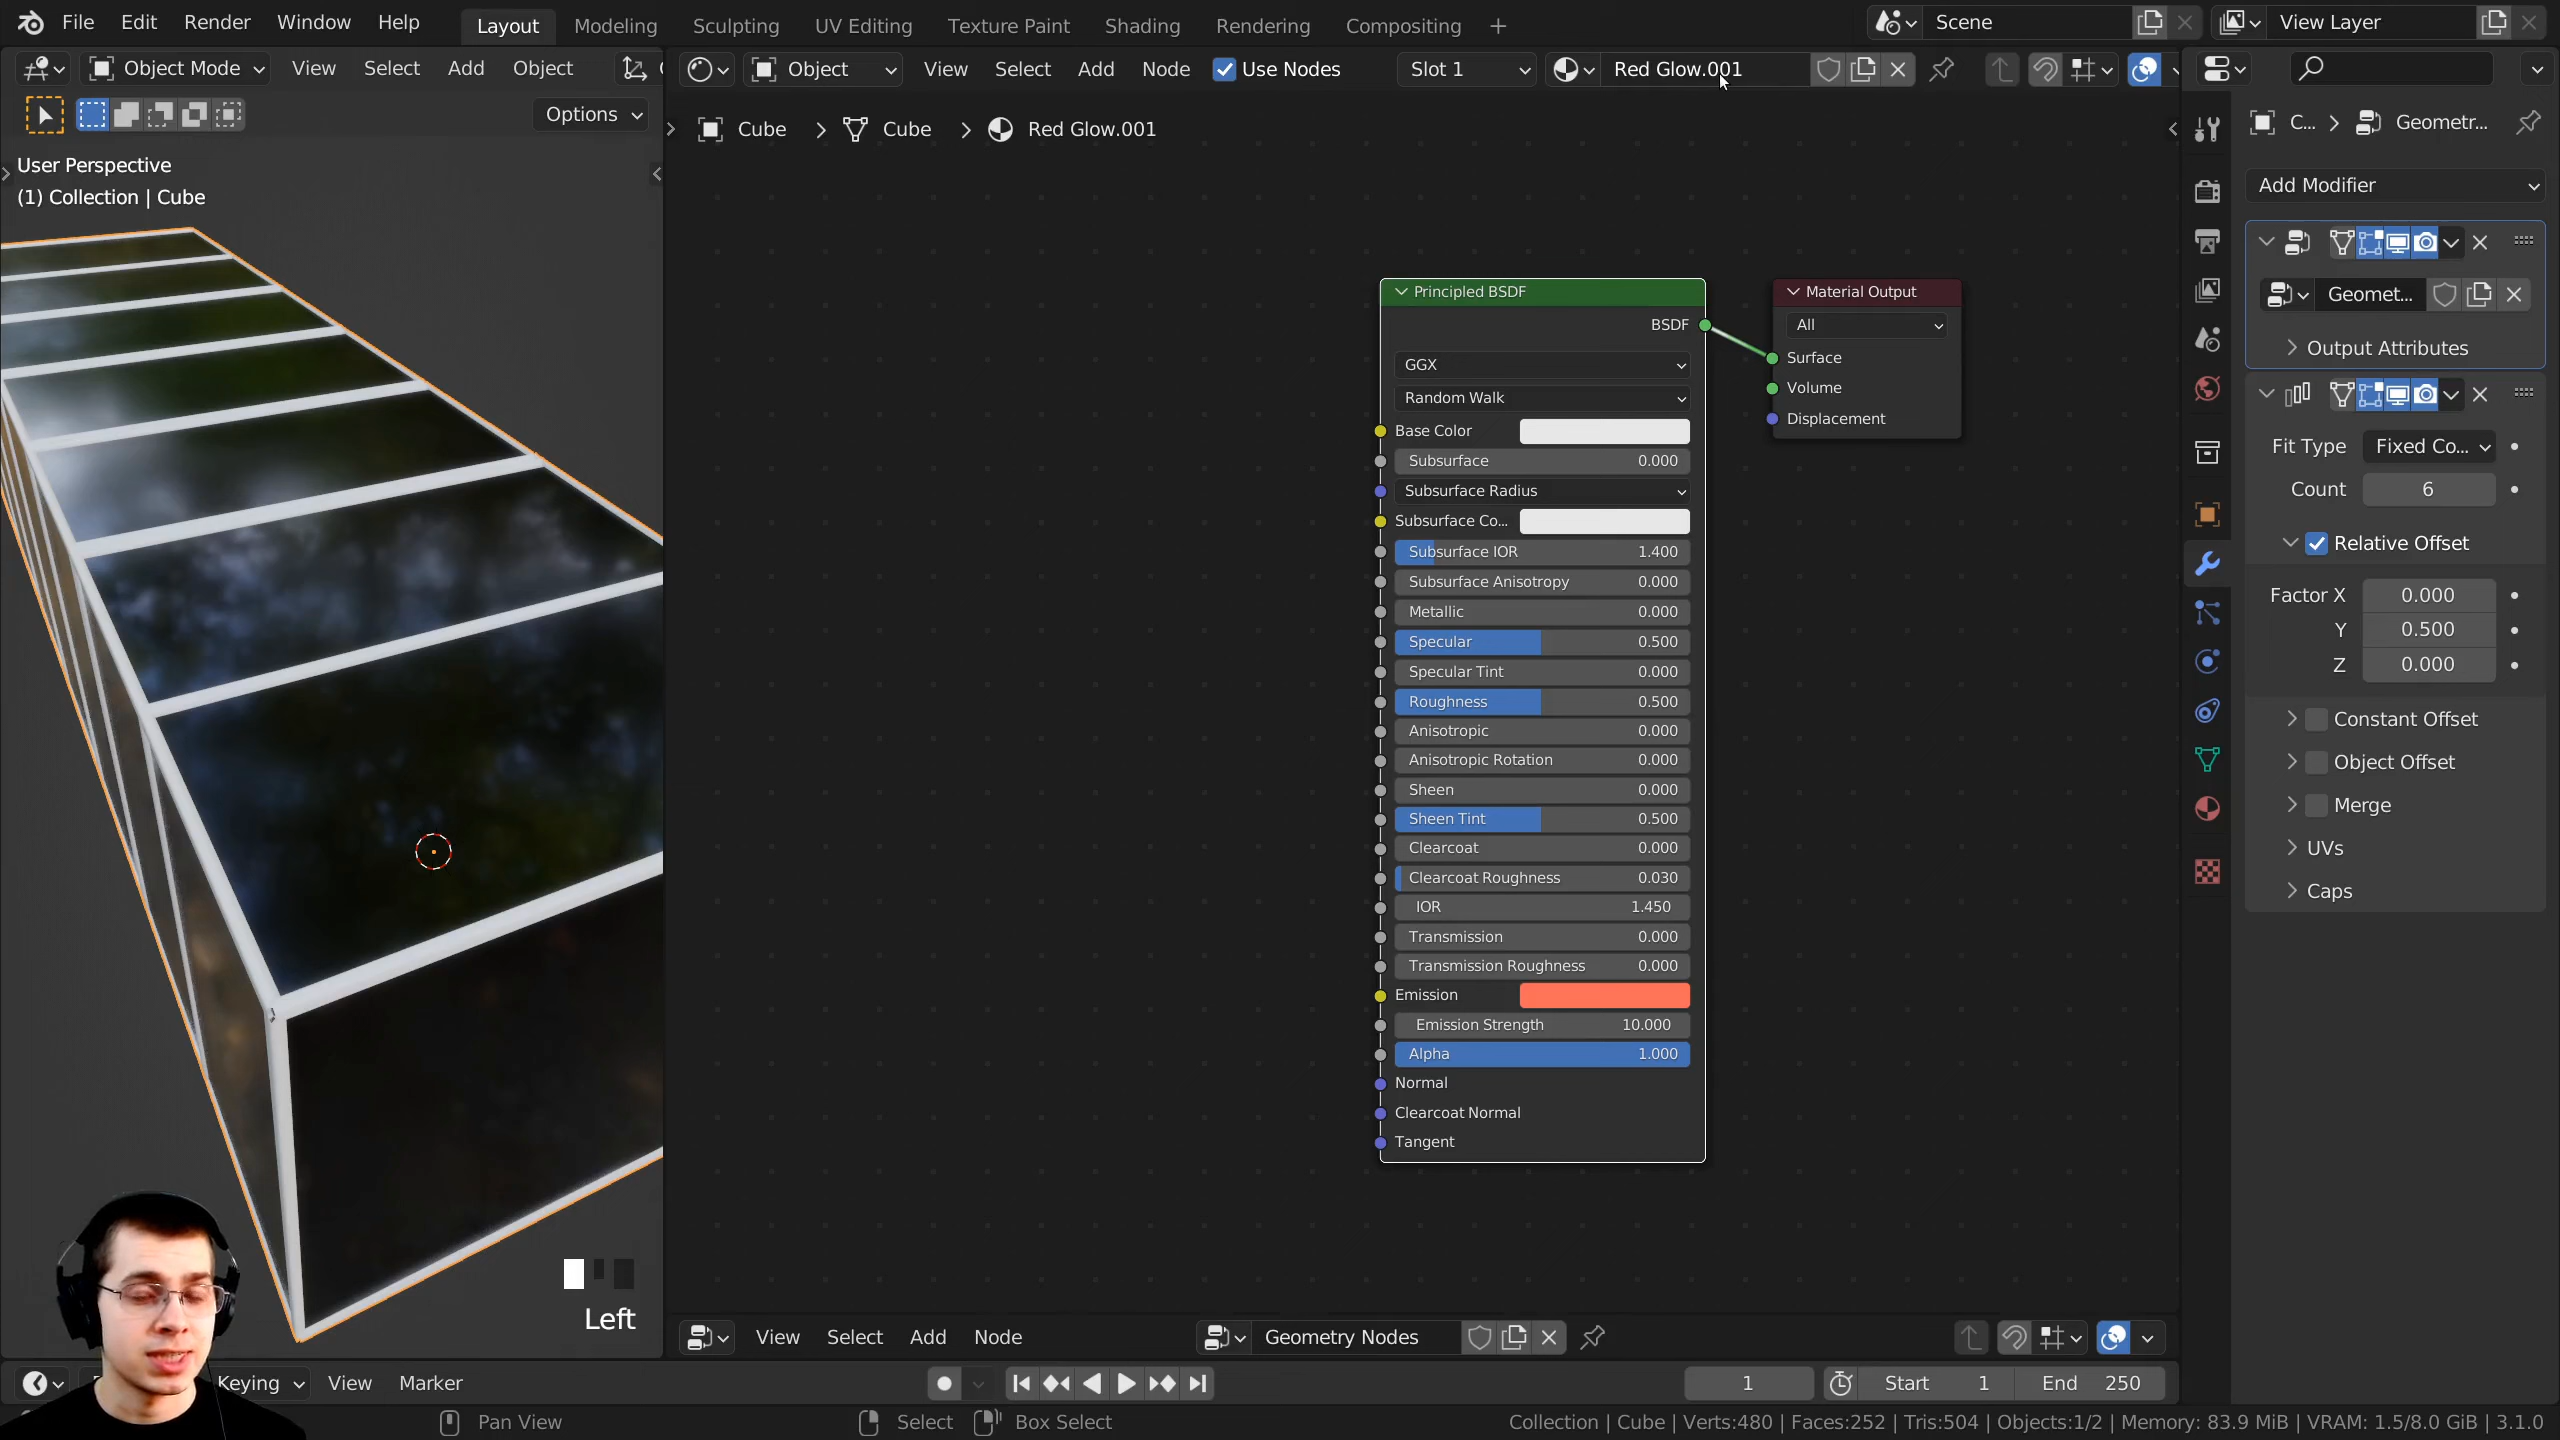 File Edit Render Window Help Layout Modeling Sculpting UV Editing Texture Paint Shading Rendering Compositing + Scene View Layer
Object Mode View Select Add Object Object View Select Add Node Use Nodes Slot 1 Red Glow.001
Options
Cube > Cube > Red Glow.001
C... > Geometr...
User Perspective
(1) Collection | Cube
Add Modifier
Geomet...
Output Attributes
Fit Type Fixed Co...
Count 6
Relative Offset
Factor X 0.000
Y 0.500
Z 0.000
Constant Offset
Object Offset
Merge
UVs
Caps
Principled BSDF
BSDF
GGX
Random Walk
Base Color
Subsurface 0.000
Subsurface Radius
Subsurface Co...
Subsurface IOR 1.400
Subsurface Anisotropy 0.000
Metallic 0.000
Specular 0.500
Specular Tint 0.000
Roughness 0.500
Anisotropic 0.000
Anisotropic Rotation 0.000
Sheen 0.000
Sheen Tint 0.500
Clearcoat 0.000
Clearcoat Roughness 0.030
IOR 1.450
Transmission 0.000
Transmission Roughness 0.000
Emission
Emission Strength 10.000
Alpha 1.000
Normal
Clearcoat Normal
Tangent
Material Output
All
Surface
Volume
Displacement
Left
View Select Add Node Geometry Nodes
Keying View Marker 1 Start 1 End 250
Pan View Select Box Select Collection | Cube | Verts:480 | Faces:252 | Tris:504 | Objects:1/2 | Memory: 83.9 MiB | VRAM: 1.5/8.0 GiB | 3.1.0